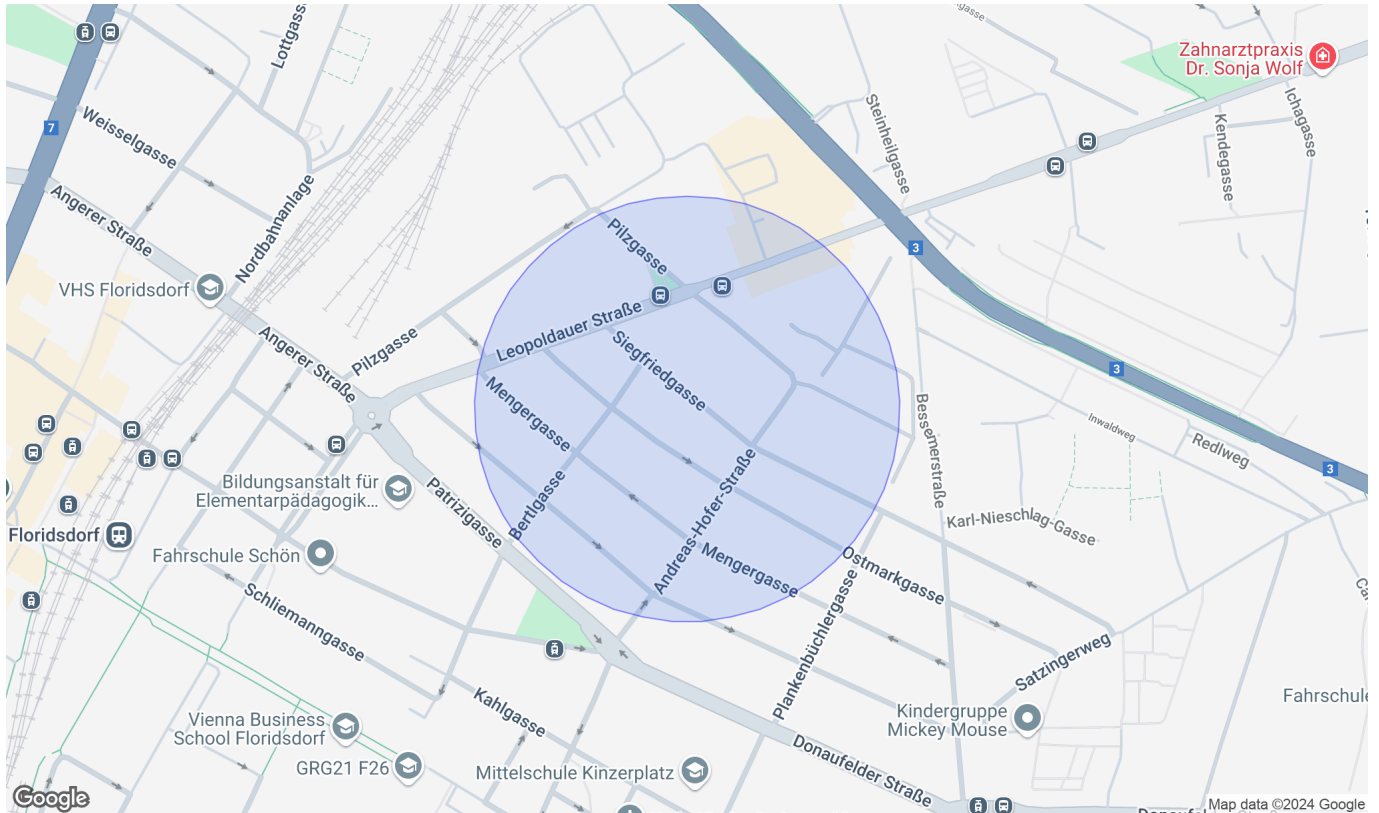 Lottgasse
gasse
Zahnarztpraxis
Dr. Sonja Wolf
Weisselgasse
7
Steinheilgasse
Kendegasse
Ichagasse
Angerer Straße
Nordbahnanlage
Pilzgasse
3
VHS Floridsdorf
Angerer Straße
Pilzgasse
Leopoldauer Straße
Siegfriedgasse
Mengergasse
3
Bessemerstraße
Inwaldweg
Redlweg
3
Bildungsanstalt für
Elementarpädagogik...
Patrizigasse
Bertlgasse
Andreas-Hofer-Straße
Karl-Nieschlag-Gasse
Floridsdorf
Fahrschule Schön
Mengergasse
Ostmarkgasse
Schliemanngasse
Plankenbüchlergasse
Satzingerweg
Kahlgasse
Fahrschule
Vienna Business
School Floridsdorf
Kindergruppe
Mickey Mouse
GRG21 F26
Mittelschule Kinzerplatz
Donaufelder Straße
Google
Map data ©2024 Google